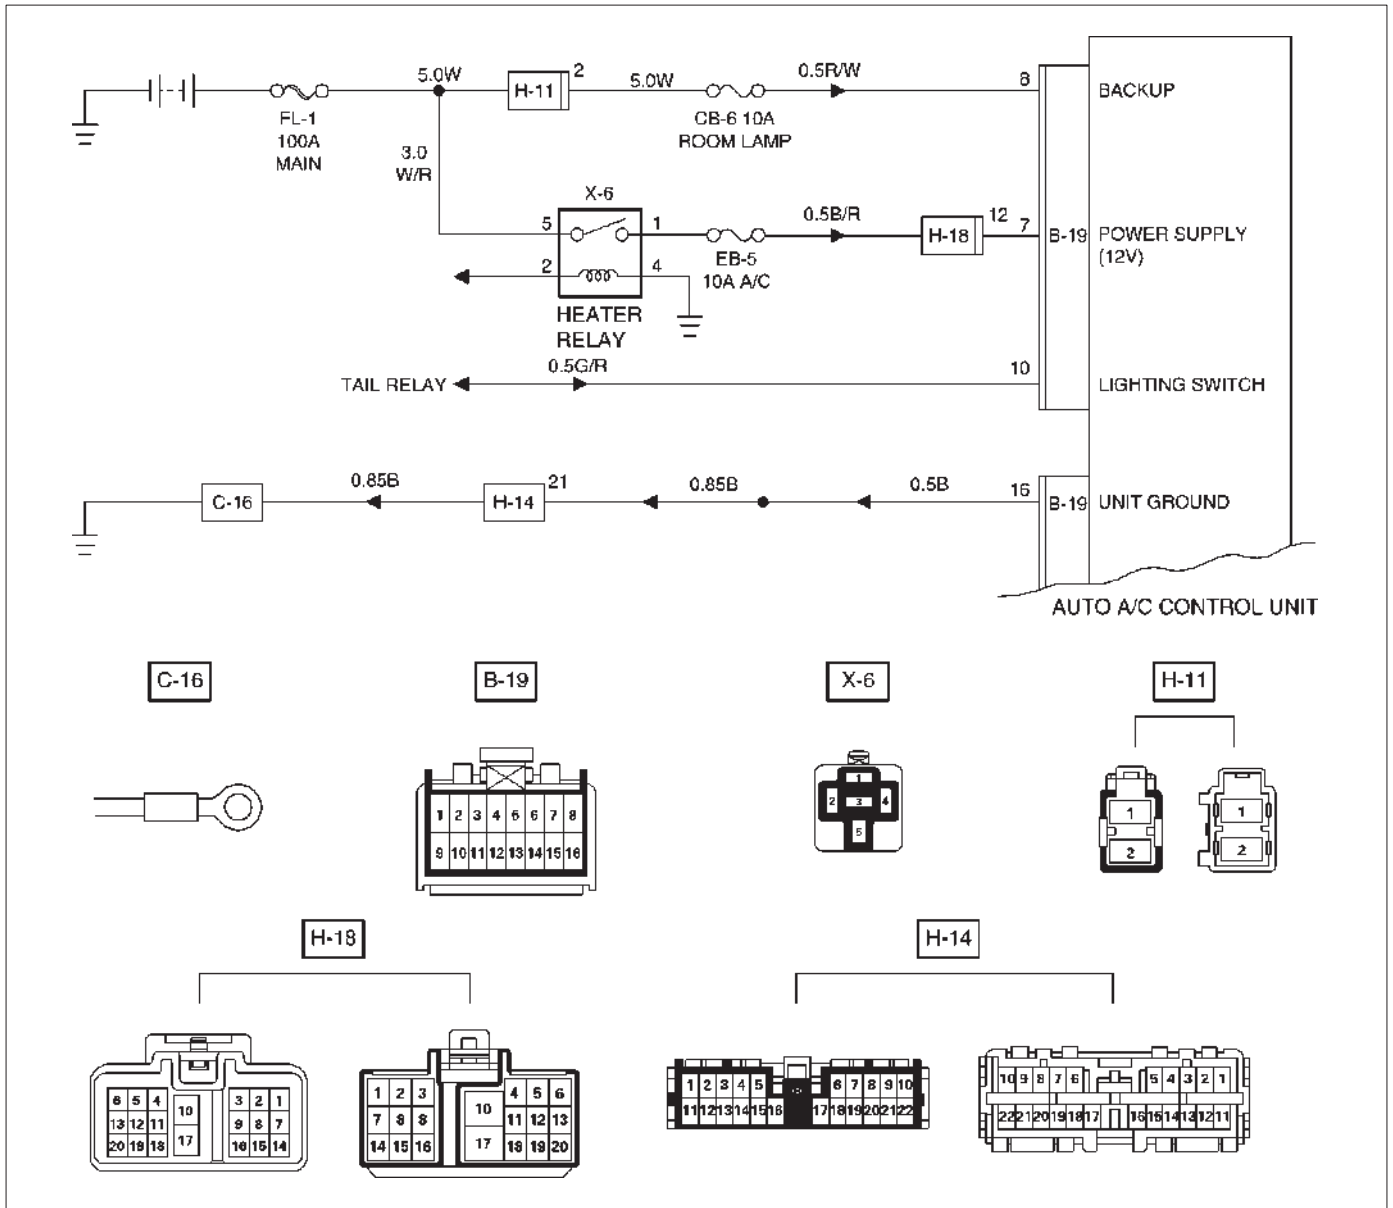 5.0W
H-11
2
5.0W
0.5R/W
8
BACKUP
FL-1
100A
MAIN
CB-6 10A
ROOM LAMP
3.0
W/R
X-6
5
1
0.5B/R
H-18
12
7
B-19
POWER SUPPLY
(12V)
2
4
EB-5
10A A/C
HEATER
RELAY
TAIL RELAY
0.5G/R
10
LIGHTING SWITCH
C-16
0.85B
H-14
21
0.85B
0.5B
16
B-19
UNIT GROUND
AUTO A/C CONTROL UNIT
C-16
B-19
X-6
H-11
1 2 3 4 5 6 7 8
9 10 11 12 13 14 15 16
1
2 3 4
5
1
2
1
2
H-18
H-14
6 5 4 10 3 2 1
13 12 11 9 8 7
20 19 18 17 16 15 14
1 2 3 10 4 5 6
7 8 8 11 12 13
14 15 16 17 18 19 20
1 2 3 4 5 6 7 8 9 10
11 12 13 14 15 16 17 18 19 20 21 22
10 9 8 7 6 5 4 3 2 1
22 21 20 19 18 17 16 15 14 13 12 11